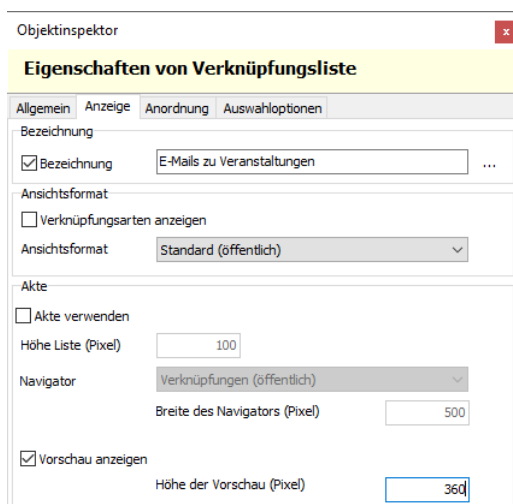 Objektinspektor
x
Eigenschaften von Verknüpfungsliste
Allgemein Anzeige Anordnung Auswahloptionen
Bezeichnung
Bezeichnung E-Mails zu Veranstaltungen ...
Ansichtsformat
Verknüpfungsarten anzeigen
Ansichtsformat Standard (öffentlich)
Akte
Akte verwenden
Höhe Liste (Pixel) 100
Navigator Verknüpfungen (öffentlich)
Breite des Navigators (Pixel) 500
Vorschau anzeigen
Höhe der Vorschau (Pixel) 360